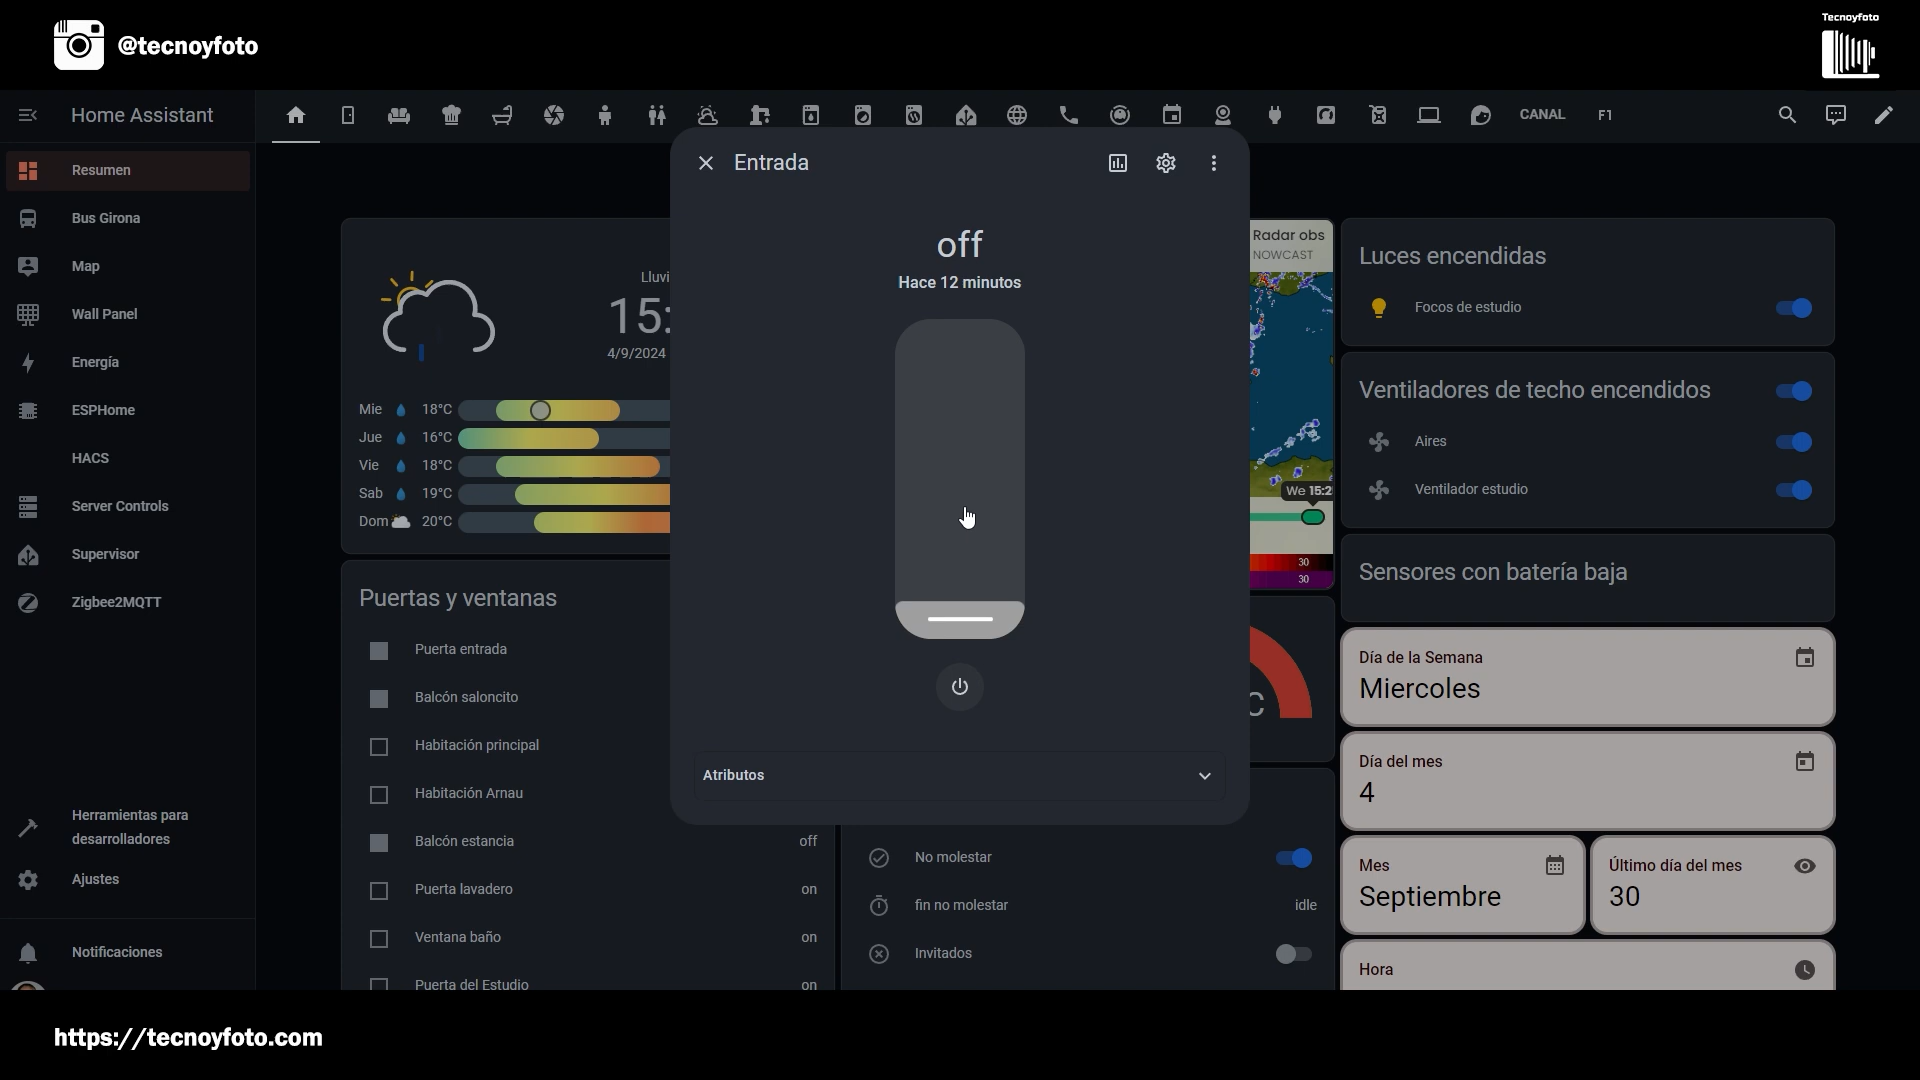 @tecnoyfoto
Tecnoyfoto
Home Assistant
CANAL
F1
Resumen
Bus Girona
Map
Wall Panel
Energía
ESPHome
HACS
Server Controls
Supervisor
Zigbee2MQTT
Herramientas para
desarrolladores
Ajustes
Notificaciones
15:
4/9/2024
Mie 18°C
Jue 16°C
Vie 18°C
Sab 19°C
Dom 20°C
Puertas y ventanas
Puerta entrada
Balcón saloncito
Habitación principal
Habitación Arnau
Balcón estancia off
Puerta lavadero on
Ventana baño on
Puerta del Estudio on
Entrada
off
Hace 12 minutos
Atributos
Radar obs
NOWCAST
We 15:2
30
30
C
No molestar
fin no molestar idle
Invitados
Luces encendidas
Focos de estudio
Ventiladores de techo encendidos
Aires
Ventilador estudio
Sensores con batería baja
Día de la Semana
Miercoles
Día del mes
4
Mes
Septiembre
Último día del mes
30
Hora
https://tecnoyfoto.com